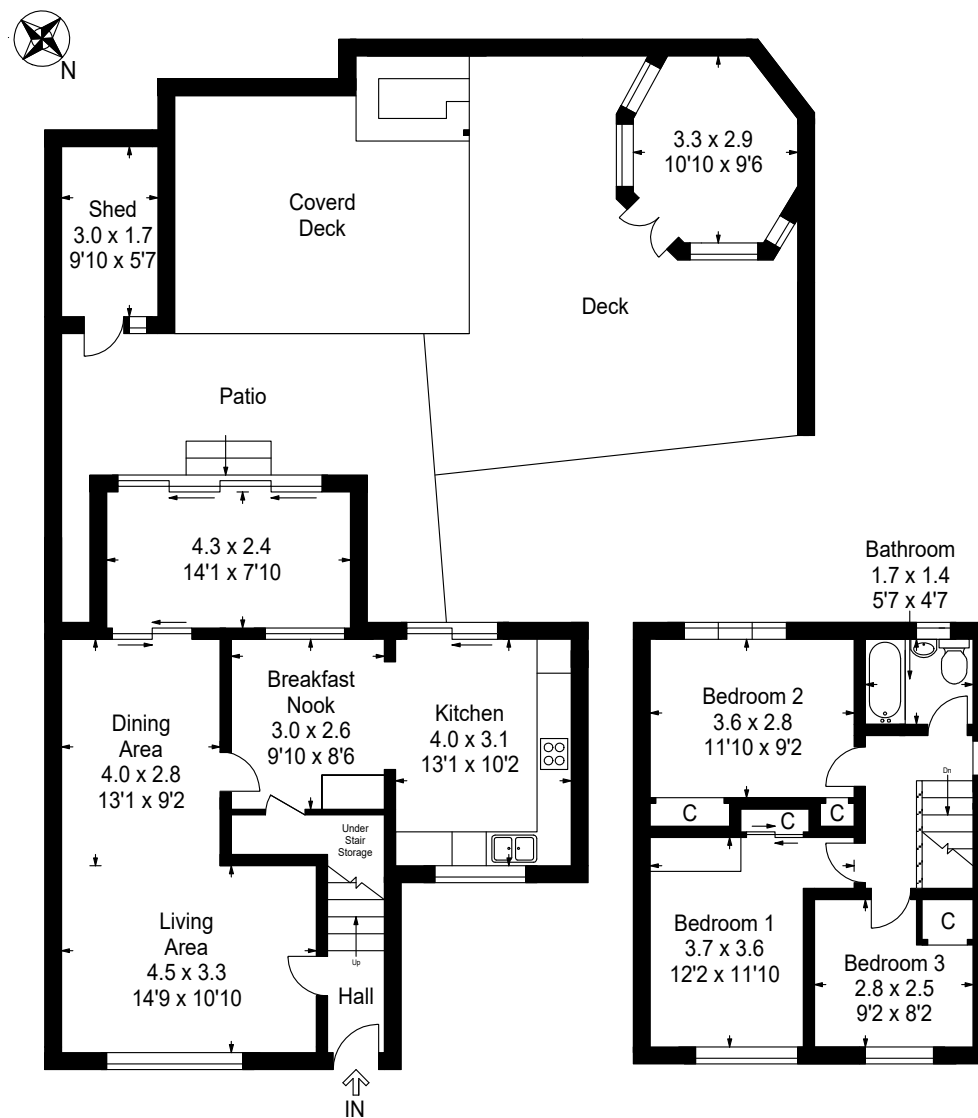 N
3.3 x 2.9
10'10 x 9'6
Shed
3.0 x 1.7
9'10 x 5'7
Coverd
Deck
Deck
Patio
4.3 x 2.4
14'1 x 7'10
Bathroom
1.7 x 1.4
5'7 x 4'7
Breakfast
Nook
3.0 x 2.6
9'10 x 8'6
Dining
Area
4.0 x 2.8
13'1 x 9'2
Kitchen
4.0 x 3.1
13'1 x 10'2
Bedroom 2
3.6 x 2.8
11'10 x 9'2
Dn
C
C
C
Under
Stair
Storage
Living
Area
4.5 x 3.3
14'9 x 10'10
Up
Hall
Bedroom 1
3.7 x 3.6
12'2 x 11'10
C
Bedroom 3
2.8 x 2.5
9'2 x 8'2
IN